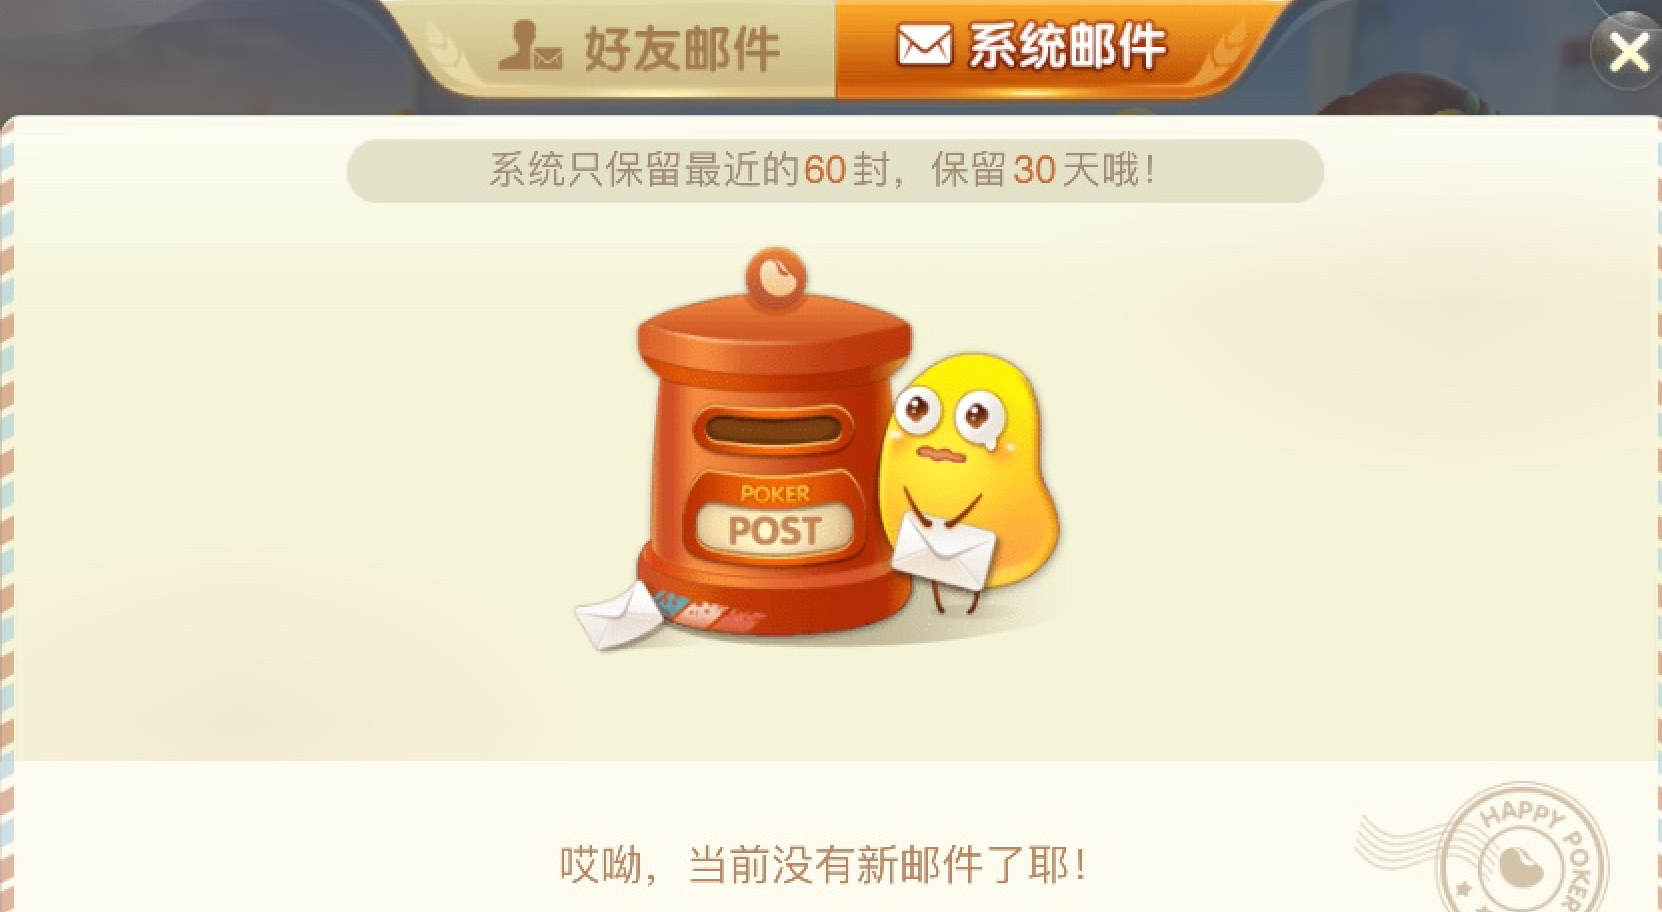 好友邮件
系统邮件
系统只保留最近的60封，保留30天哦！
POKER
POST
哎呦，当前没有新邮件了耶！
HAPPY POKER